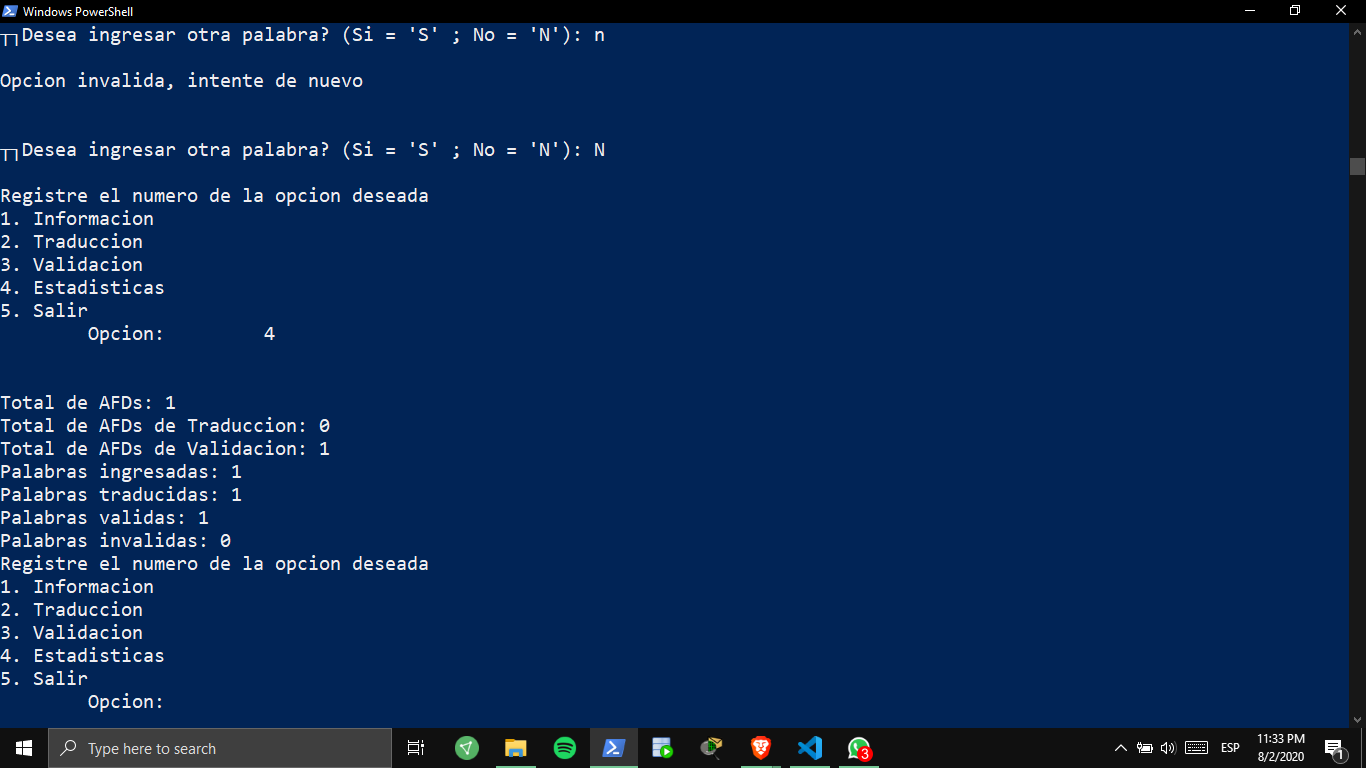 Windows PowerShell
┬┐Desea ingresar otra palabra? (Si = 'S' ; No = 'N'): n
Opcion invalida, intente de nuevo
┬┐Desea ingresar otra palabra? (Si = 'S' ; No = 'N'): N
Registre el numero de la opcion deseada
1. Informacion
2. Traduccion
3. Validacion
4. Estadisticas
5. Salir
Opcion: 4
Total de AFDs: 1
Total de AFDs de Traduccion: 0
Total de AFDs de Validacion: 1
Palabras ingresadas: 1
Palabras traducidas: 1
Palabras validas: 1
Palabras invalidas: 0
Registre el numero de la opcion deseada
1. Informacion
2. Traduccion
3. Validacion
4. Estadisticas
5. Salir
Opcion:
Type here to search
3
ESP
11:33 PM
8/2/2020
1